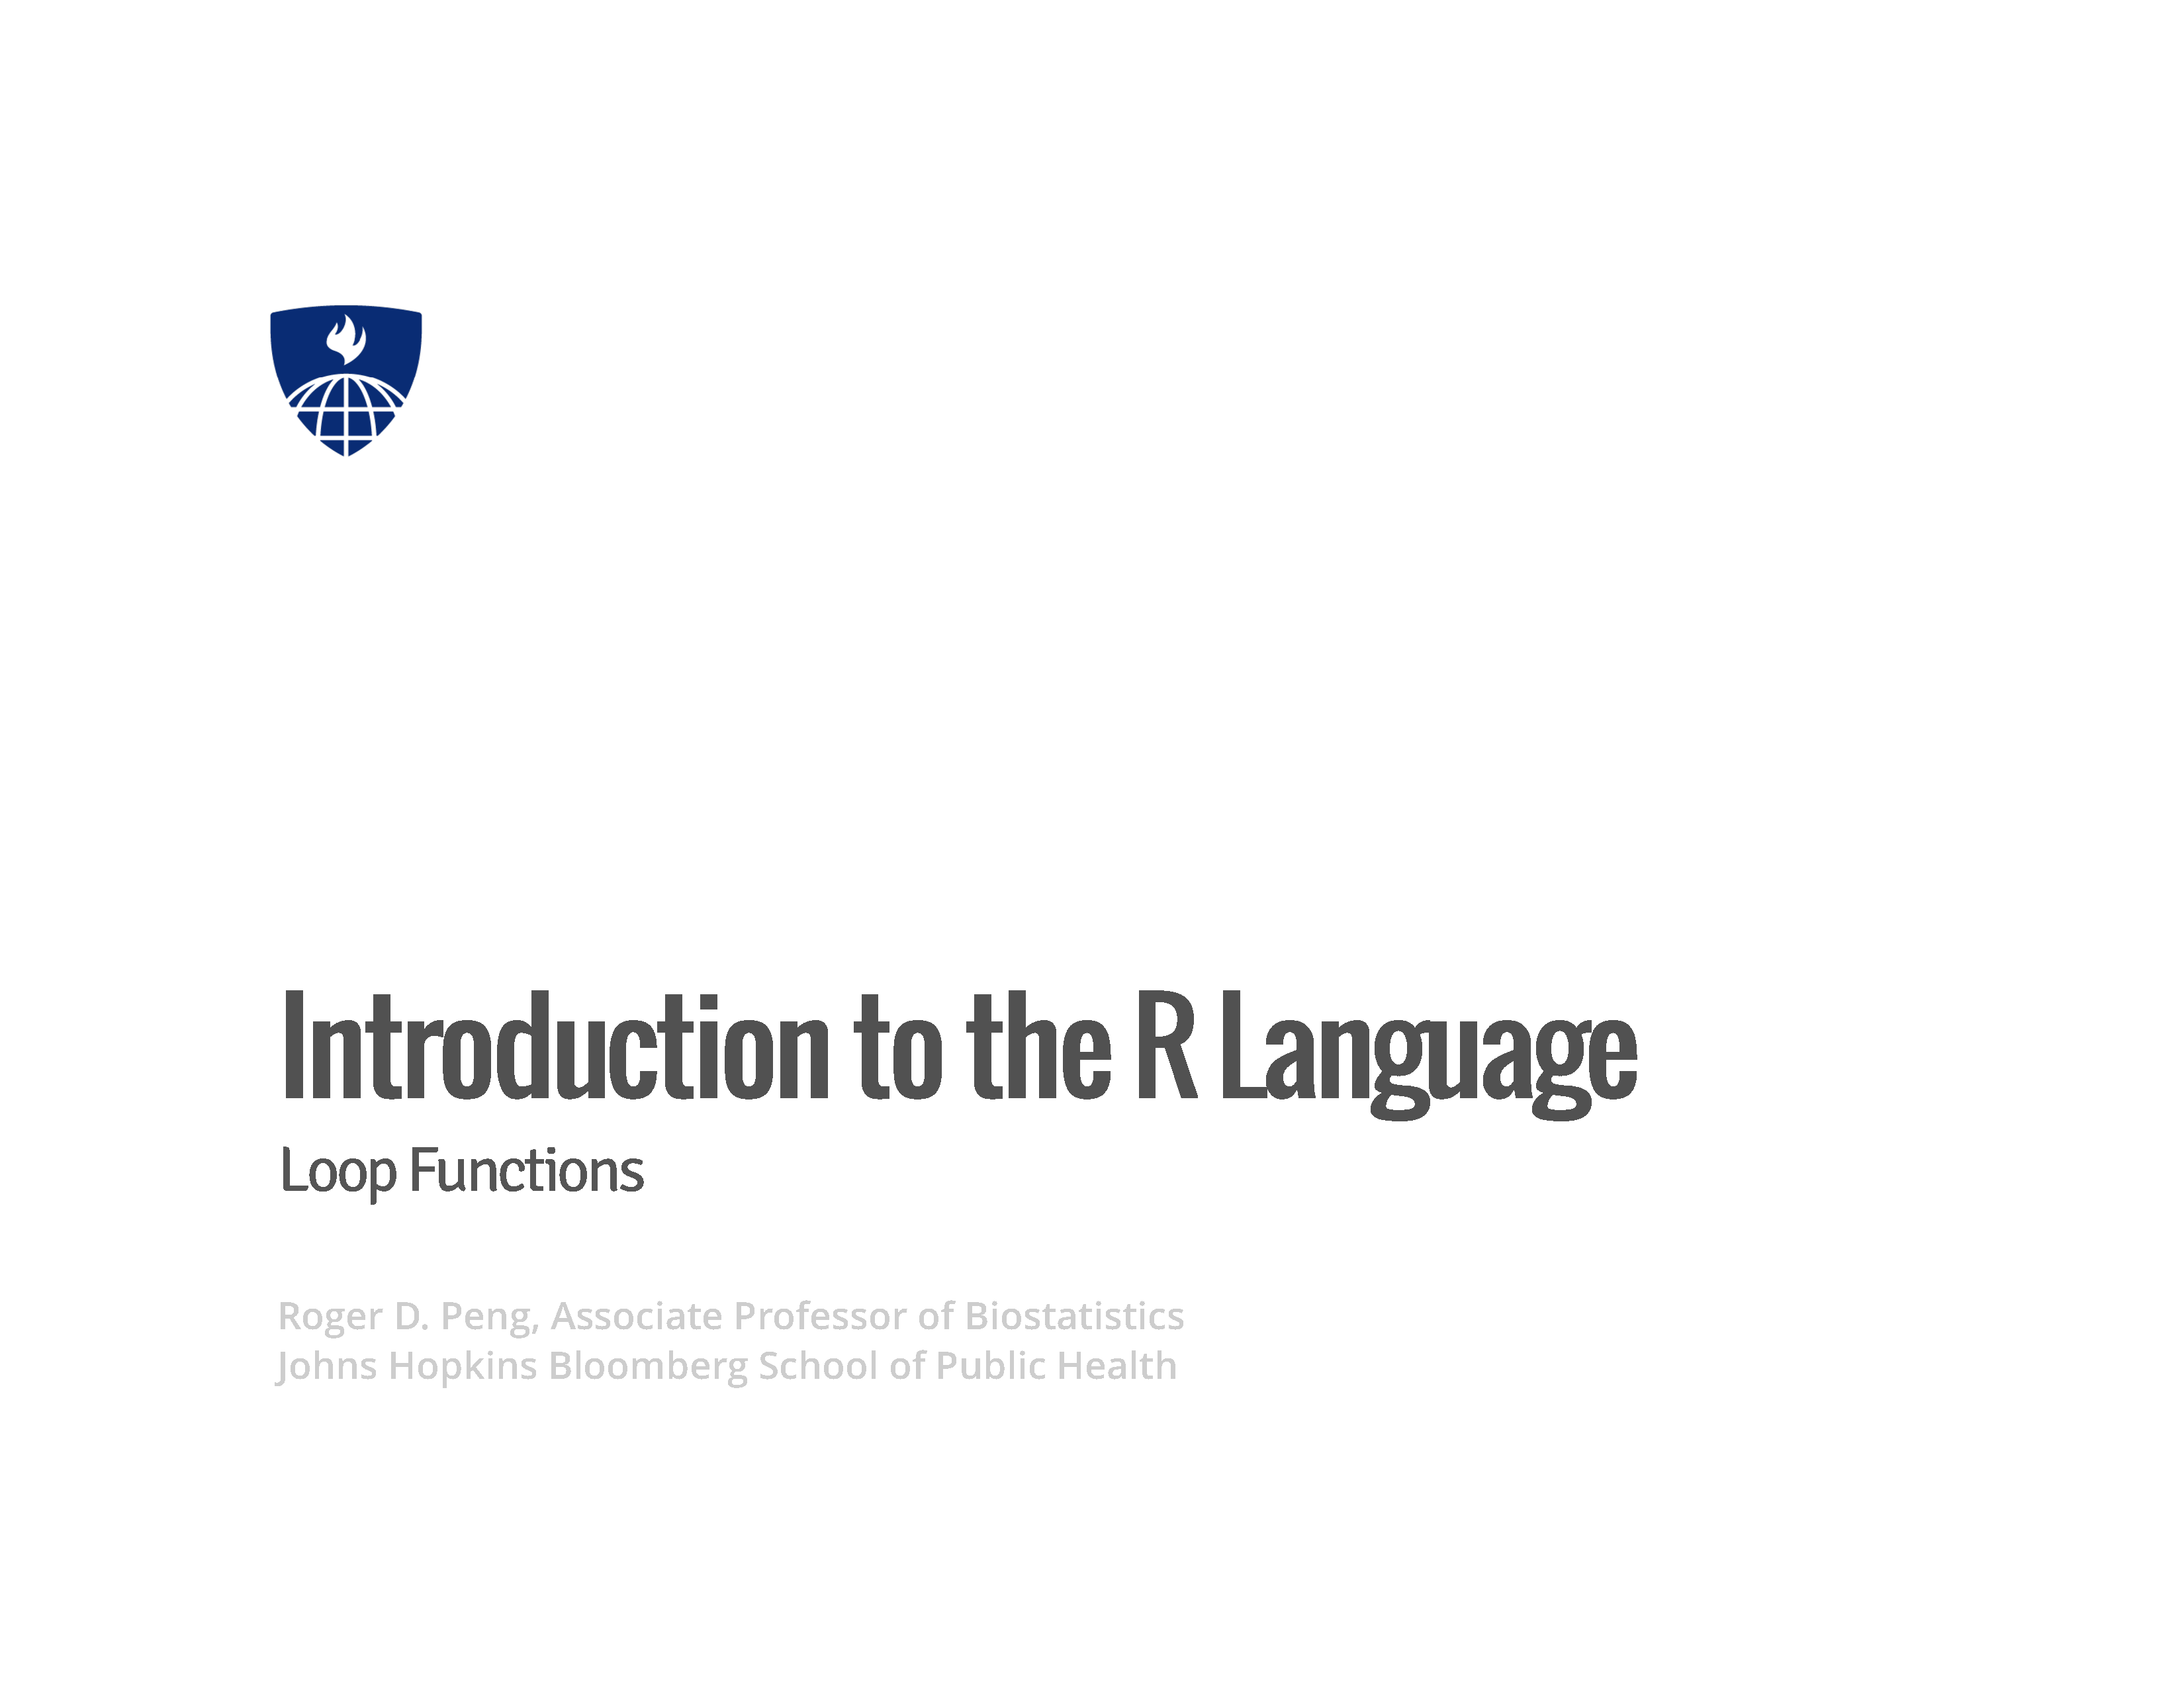 Introduction to the R Language
Loop Functions
Roger D. Peng, Associate Professor of Biostatistics
Johns Hopkins Bloomberg School of Public Health